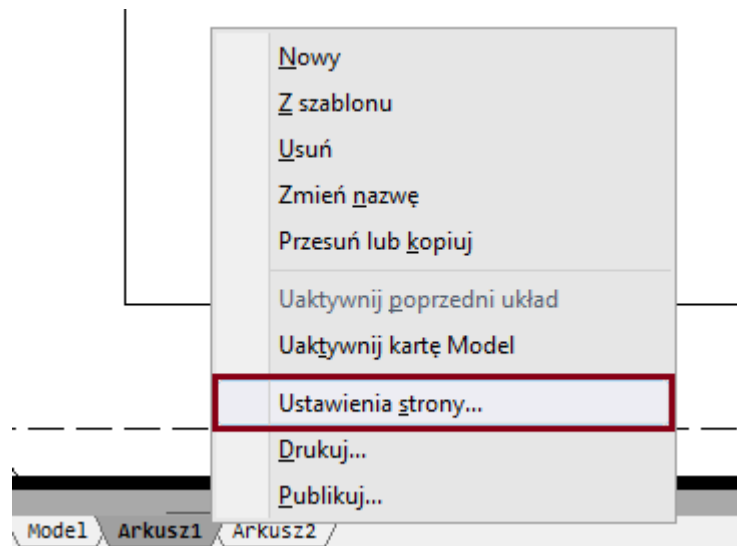 Nowy
Z szablonu
Usuń
Zmień nazwę
Przesuń lub kopiuj
Uaktywnij poprzedni układ
Uaktywnij kartę Model
Ustawienia strony...
Drukuj...
Publikuj...
Model Arkusz1 Arkusz2